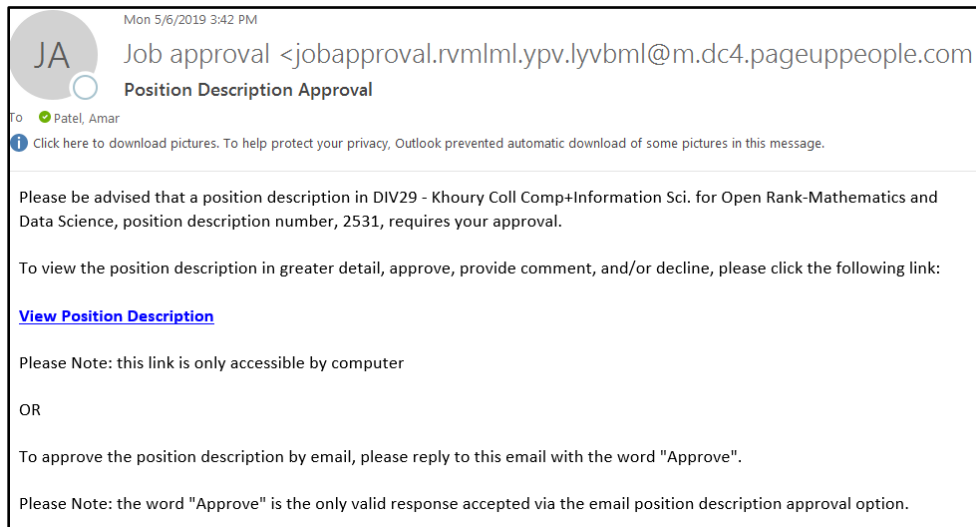 Mon 5/6/2019 3:42 PM
JA
Job approval <jobapproval.rvmlml.ypv.lyvbml@m.dc4.pageuppeople.com
Position Description Approval
To Patel, Amar
Click here to download pictures. To help protect your privacy, Outlook prevented automatic download of some pictures in this message.
Please be advised that a position description in DIV29 - Khoury Coll Comp+Information Sci. for Open Rank-Mathematics and
Data Science, position description number, 2531, requires your approval.
To view the position description in greater detail, approve, provide comment, and/or decline, please click the following link:
View Position Description
Please Note: this link is only accessible by computer
OR
To approve the position description by email, please reply to this email with the word "Approve".
Please Note: the word "Approve" is the only valid response accepted via the email position description approval option.